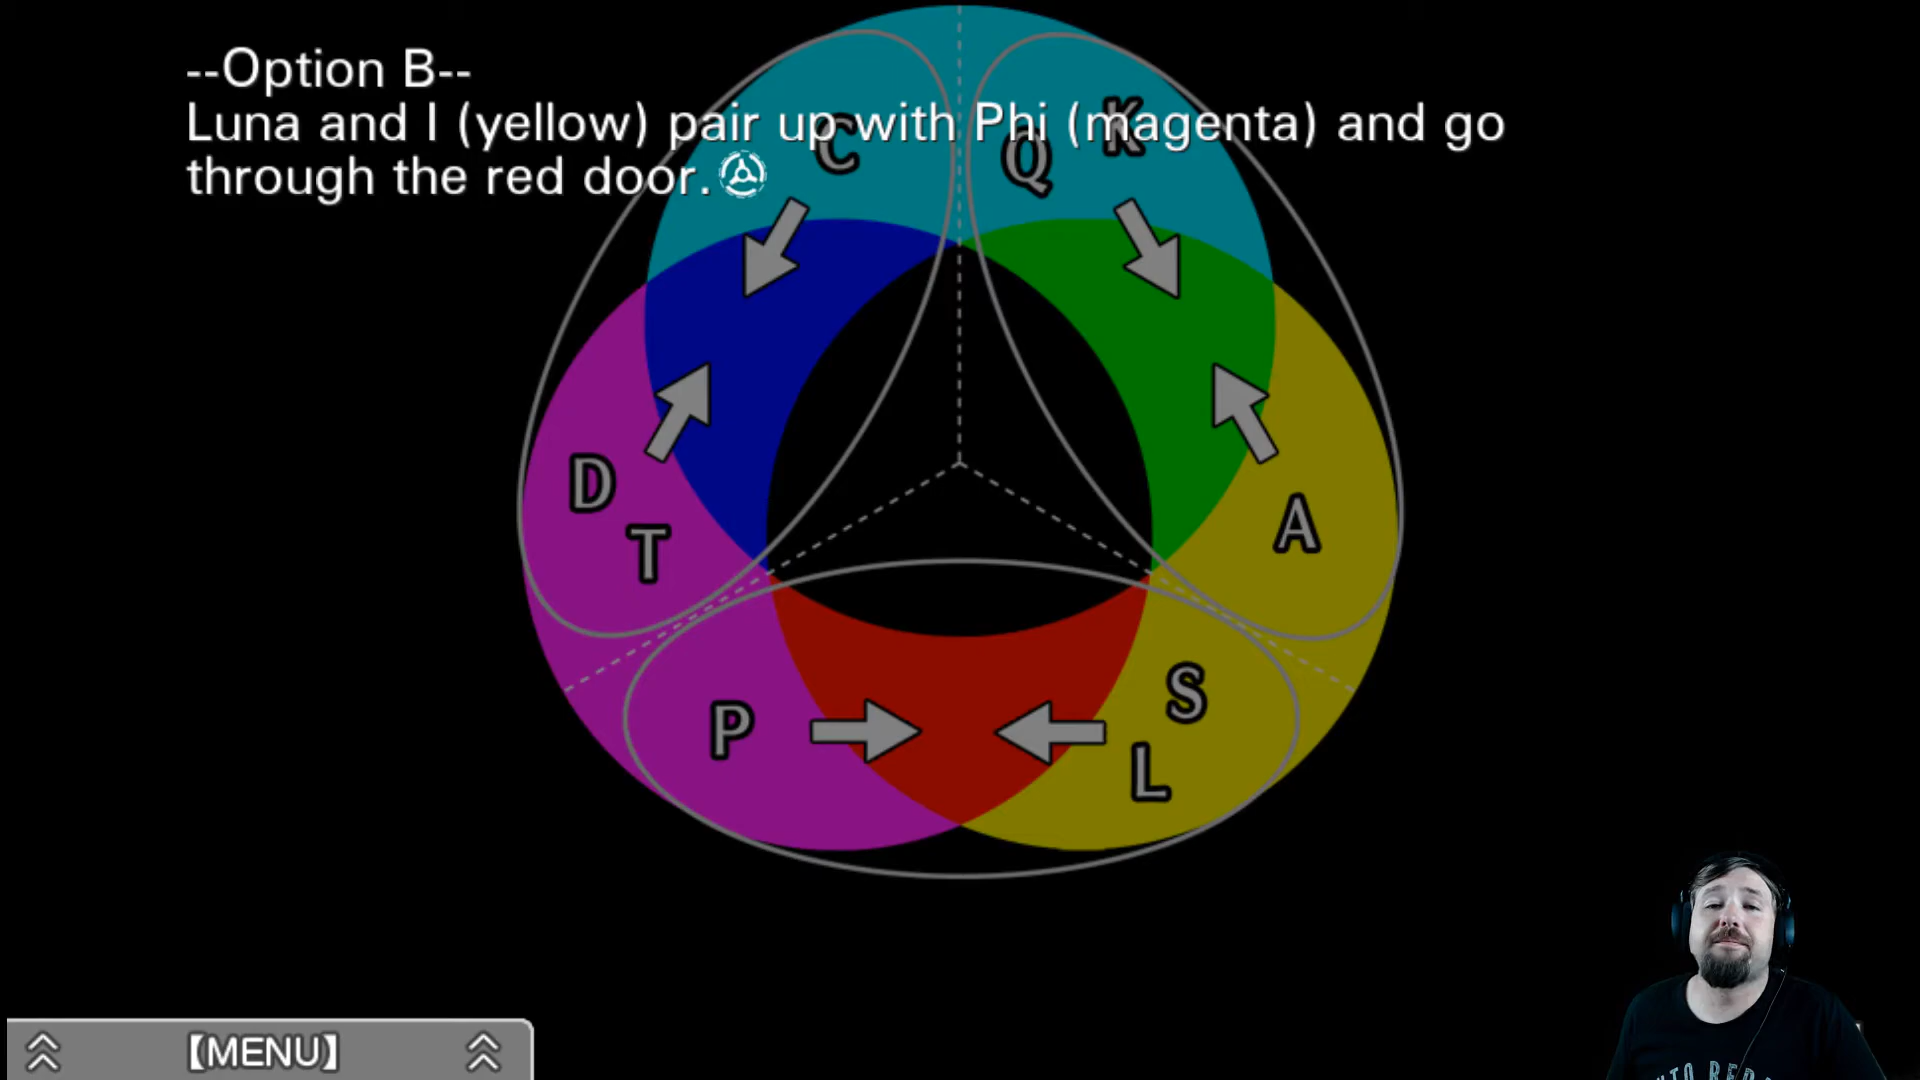 --Option B--
Luna and I (yellow) pair up with Phi (magenta) and go
through the red door.
C
Q
K
D
T
A
P
S
L
【MENU】